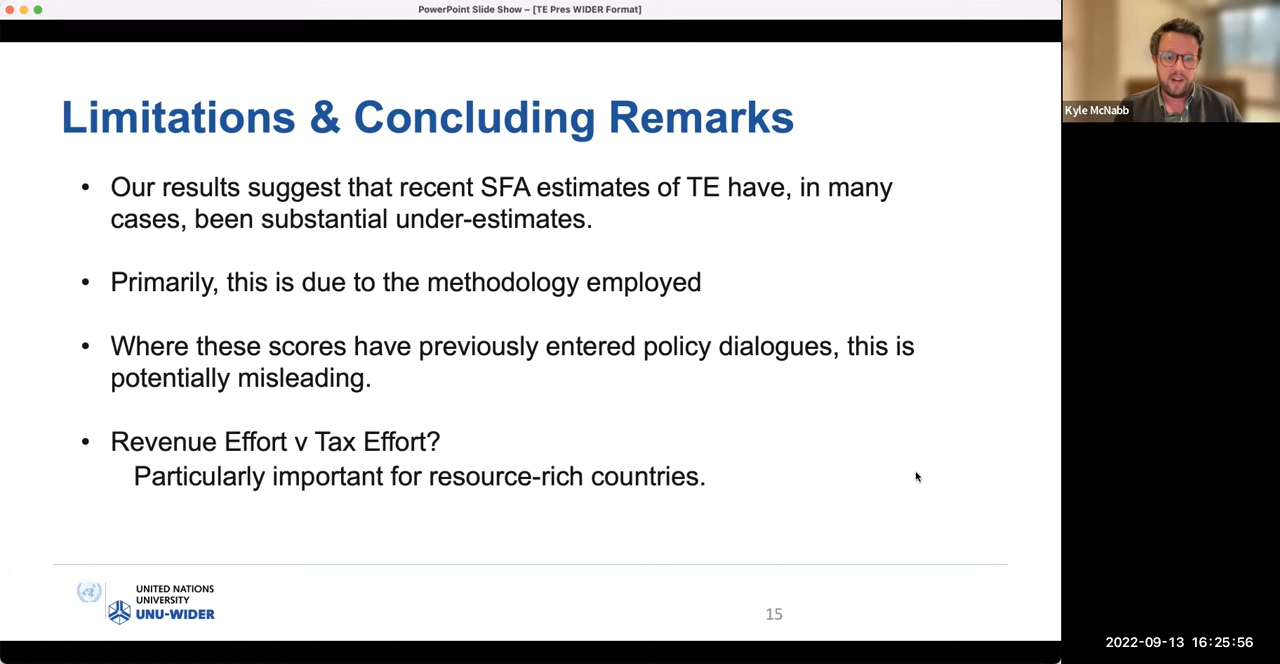 PowerPoint Slide Show – [TE Pres WIDER Format]
Limitations & Concluding Remarks
• Our results suggest that recent SFA estimates of TE have, in many
cases, been substantial under-estimates.
• Primarily, this is due to the methodology employed
• Where these scores have previously entered policy dialogues, this is
potentially misleading.
• Revenue Effort v Tax Effort?
Particularly important for resource-rich countries.
UNITED NATIONS
UNIVERSITY
UNU-WIDER
15
Kyle McNabb
2022-09-13 16:25:56